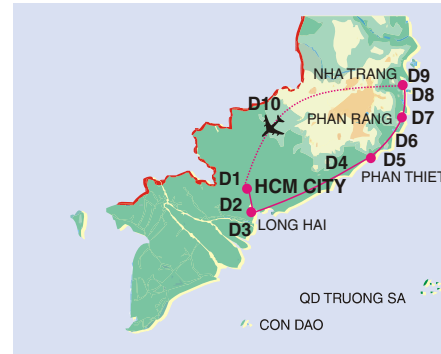 NHA TRANG
D9
D8
D10
PHAN RANG
D7
D6
D4
D5
PHAN THIET
D1
HCM CITY
D2
D3
LONG HAI
QD TRUONG SA
CON DAO